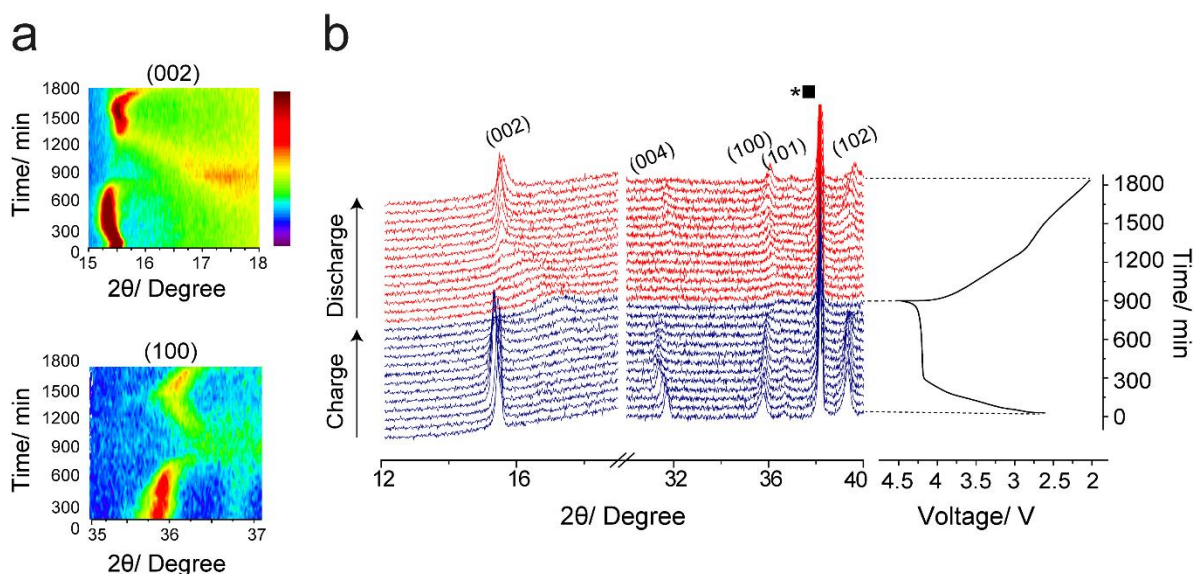 a
(002)
Time/ min
1800
1500
1200
900
600
300
0
15 16 17 18
2θ/ Degree
(100)
Time/ min
1800
1500
1200
900
600
300
0
35 36 37
2θ/ Degree
b
*■
(002)
(004)
(100)
(101)
(102)
Discharge
Charge
12 16 32 36 40
2θ/ Degree
1800
1500
1200
900
600
300
0
Time/ min
4.5 4 3.5 3 2.5 2
Voltage/ V